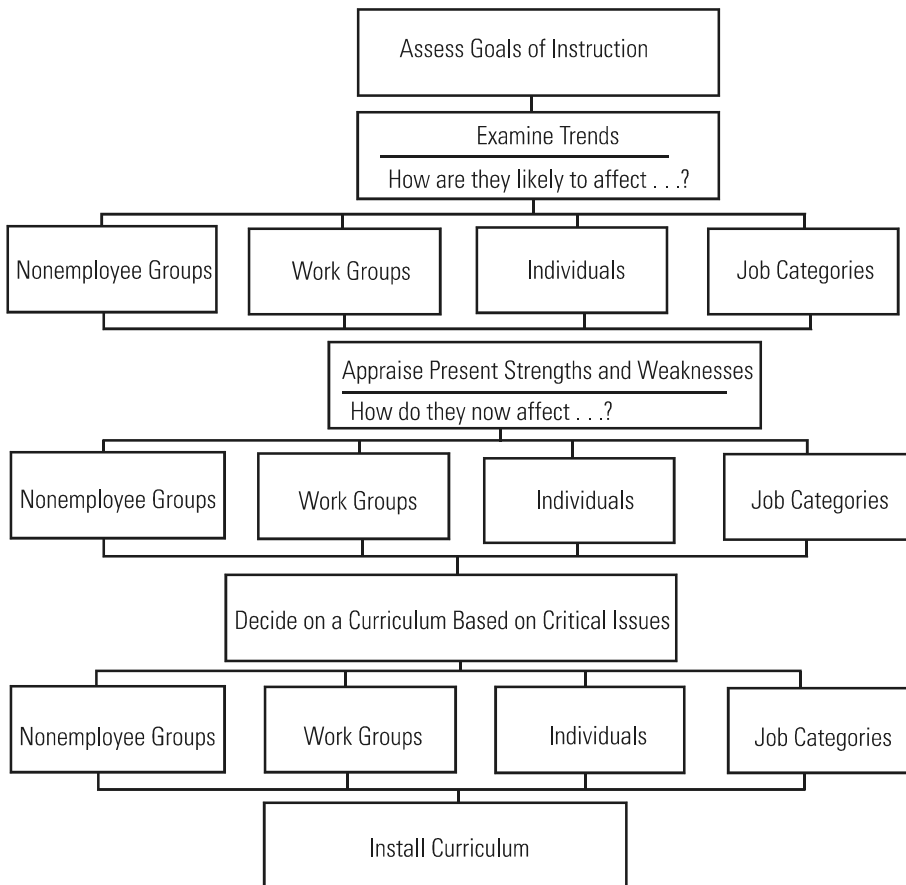 Assess Goals of Instruction
Examine Trends
How are they likely to affect . . .?
Nonemployee Groups
Work Groups
Individuals
Job Categories
Appraise Present Strengths and Weaknesses
How do they now affect . . .?
Nonemployee Groups
Work Groups
Individuals
Job Categories
Decide on a Curriculum Based on Critical Issues
Nonemployee Groups
Work Groups
Individuals
Job Categories
Install Curriculum